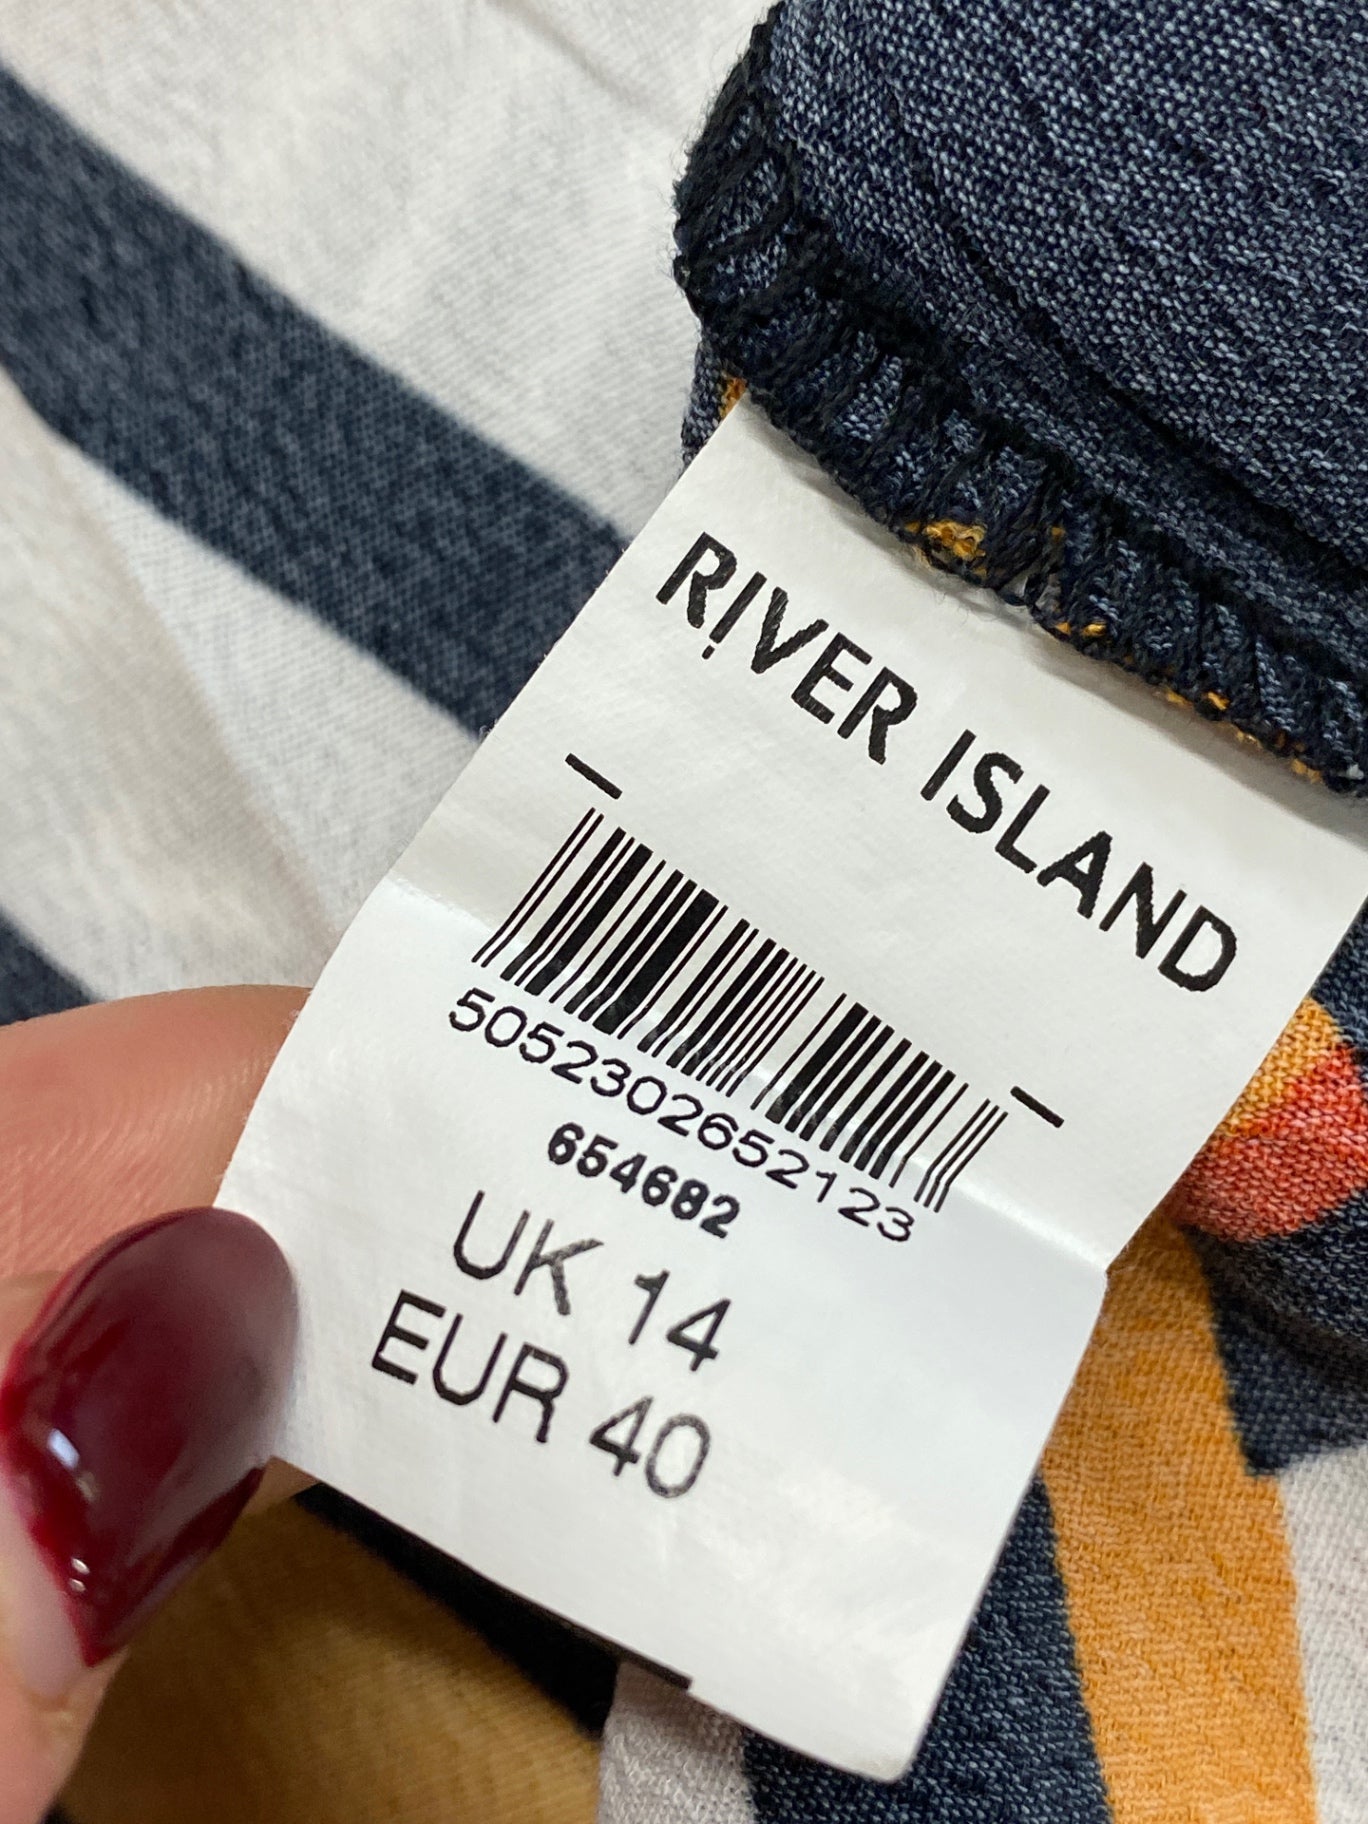 RIVER ISLAND
5052302652123
654682
UK 14
EUR 40